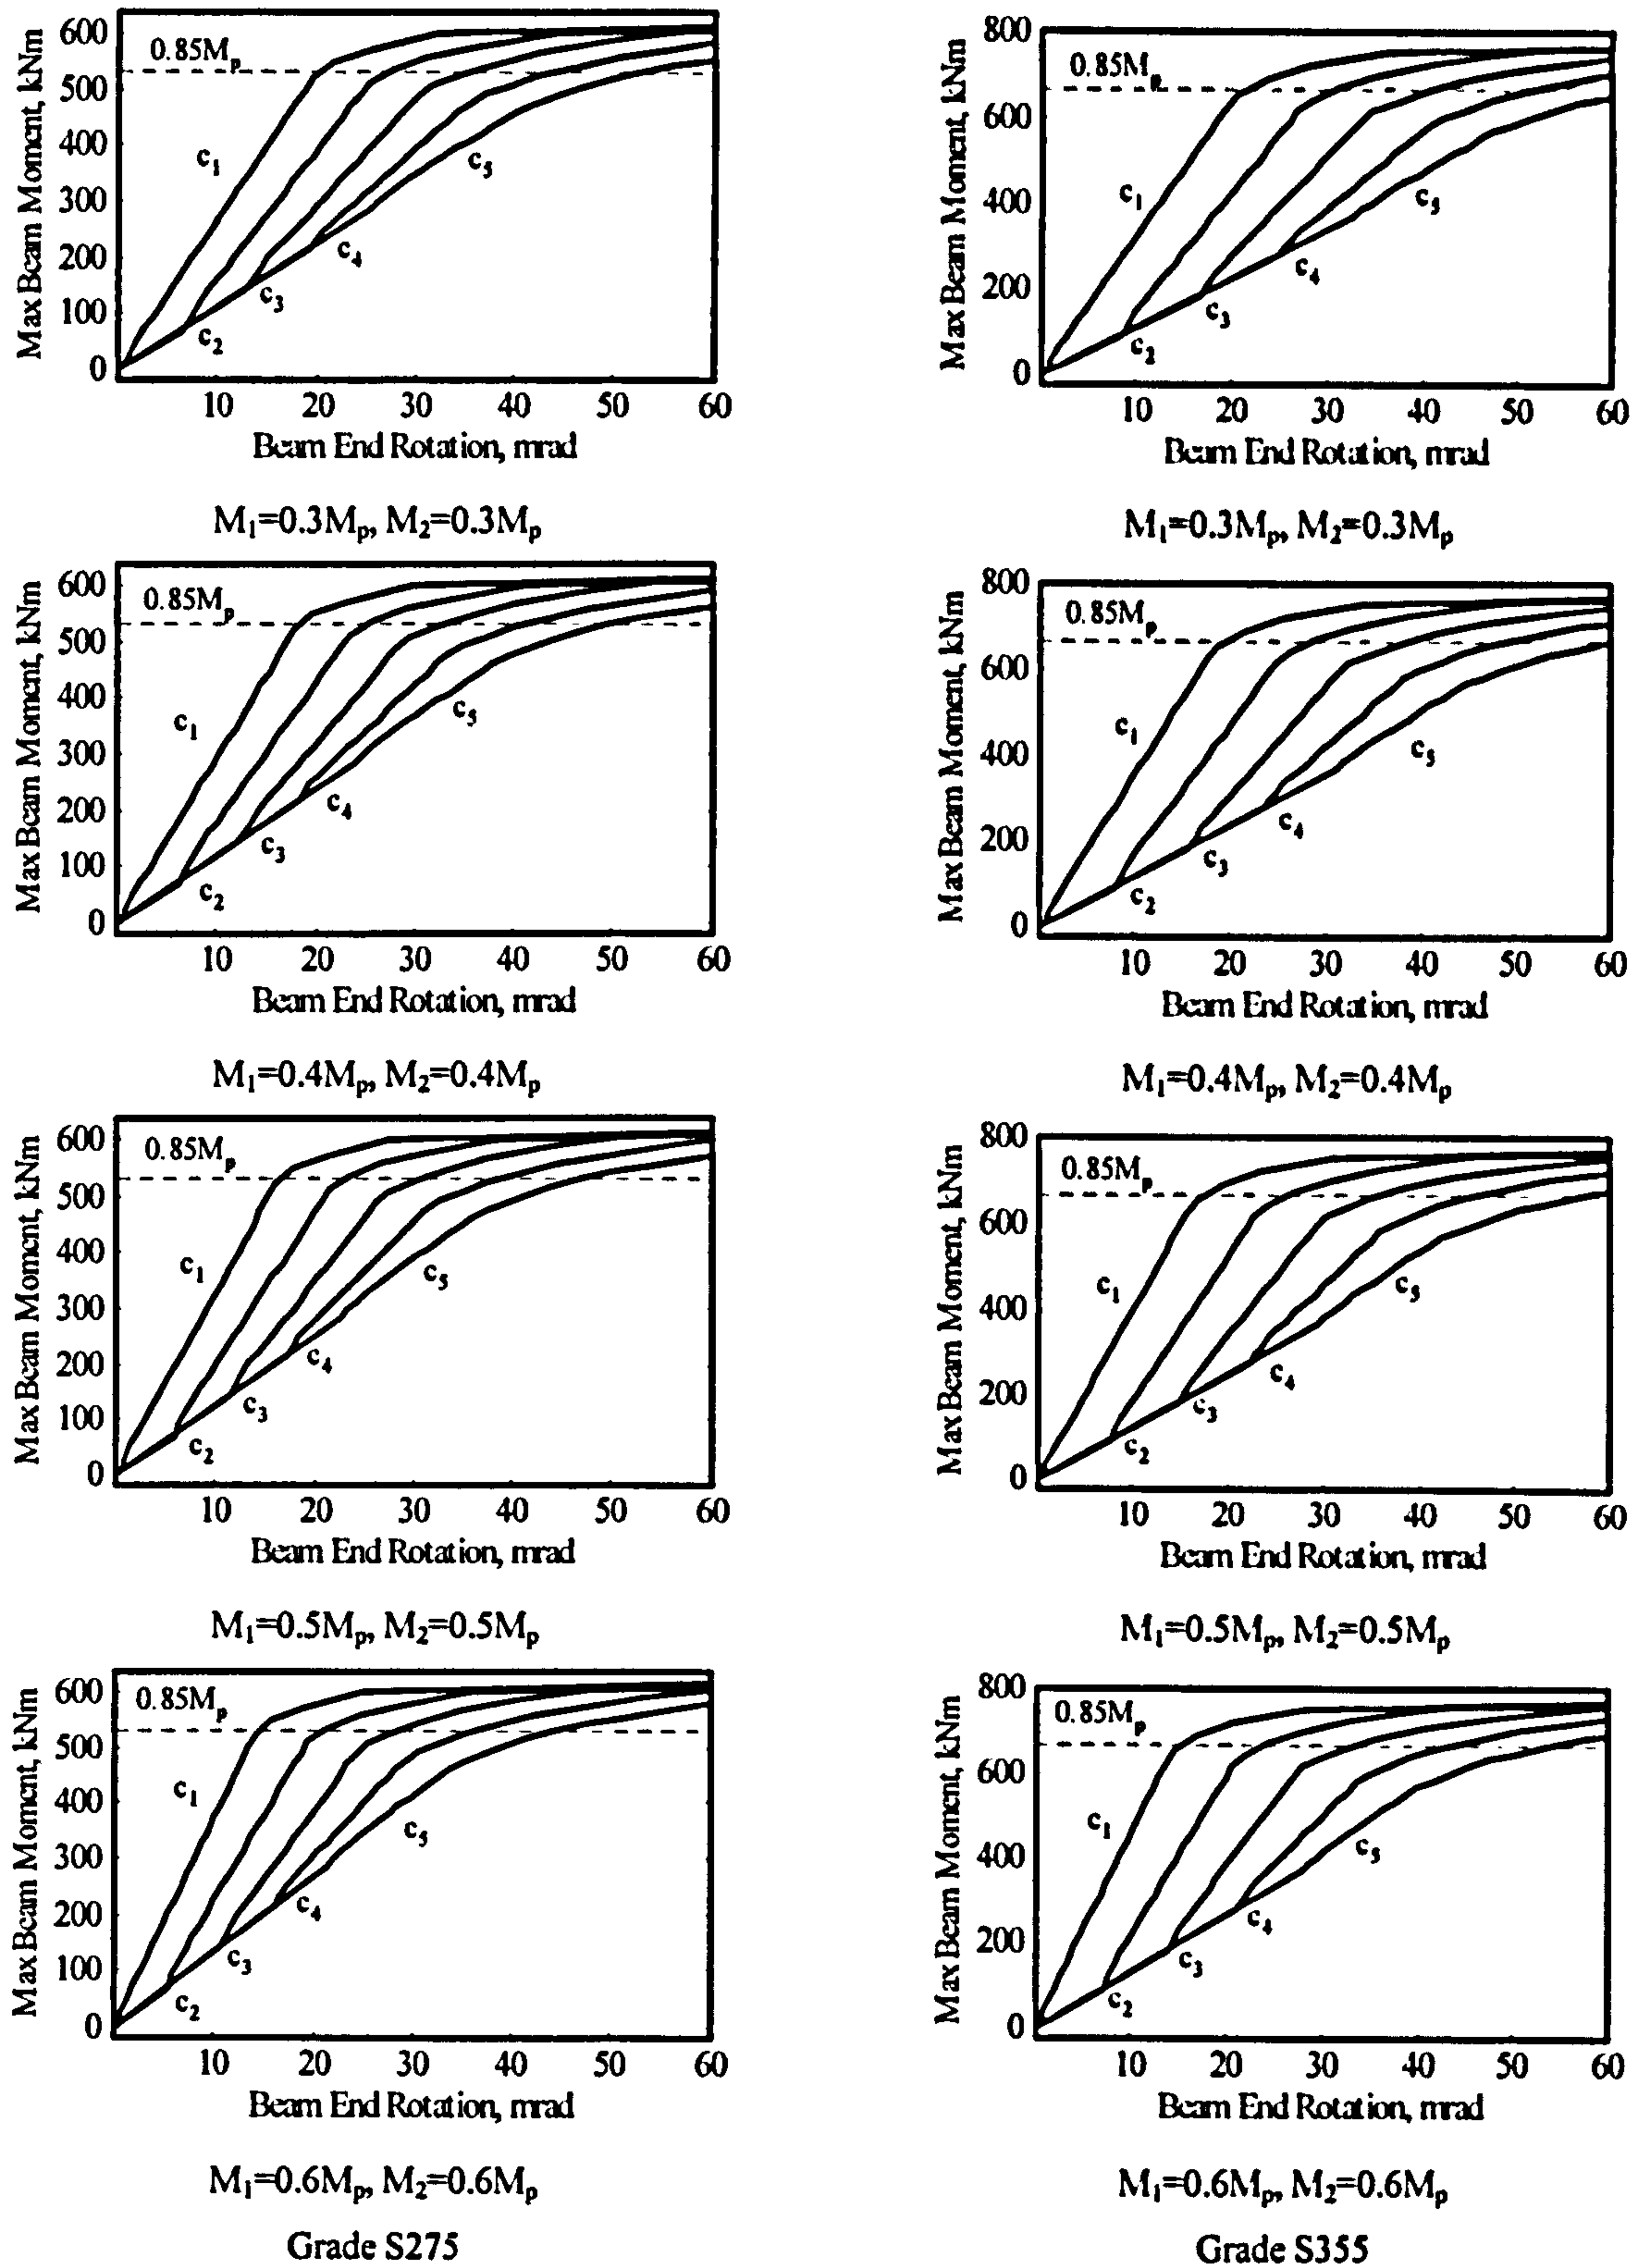 Max Beam Moment, kNm
600
500
400
300
200
100
0
0.85Mp
c1
c2
c3
c4
c5
10 20 30 40 50 60
Beam End Rotation, mrad
M1=0.3Mp, M2=0.3Mp
Max Beam Moment, kNm
800
600
400
200
0
0.85Mp
c1
c2
c3
c4
c5
10 20 30 40 50 60
Beam End Rotation, mrad
M1=0.3Mp, M2=0.3Mp
Max Beam Moment, kNm
600
500
400
300
200
100
0
0.85Mp
c1
c2
c3
c4
c5
10 20 30 40 50 60
Beam End Rotation, mrad
M1=0.4Mp, M2=0.4Mp
Max Beam Moment, kNm
800
600
400
200
0
0.85Mp
c1
c2
c3
c4
c5
10 20 30 40 50 60
Beam End Rotation, mrad
M1=0.4Mp, M2=0.4Mp
Max Beam Moment, kNm
600
500
400
300
200
100
0
0.85Mp
c1
c2
c3
c4
c5
10 20 30 40 50 60
Beam End Rotation, mrad
M1=0.5Mp, M2=0.5Mp
Max Beam Moment, kNm
800
600
400
200
0
0.85Mp
c1
c2
c3
c4
c5
10 20 30 40 50 60
Beam End Rotation, mrad
M1=0.5Mp, M2=0.5Mp
Max Beam Moment, kNm
600
500
400
300
200
100
0
0.85Mp
c1
c2
c3
c4
c5
10 20 30 40 50 60
Beam End Rotation, mrad
M1=0.6Mp, M2=0.6Mp
Grade S275
Max Beam Moment, kNm
800
600
400
200
0
0.85Mp
c1
c2
c3
c4
c5
10 20 30 40 50 60
Beam End Rotation, mrad
M1=0.6Mp, M2=0.6Mp
Grade S355